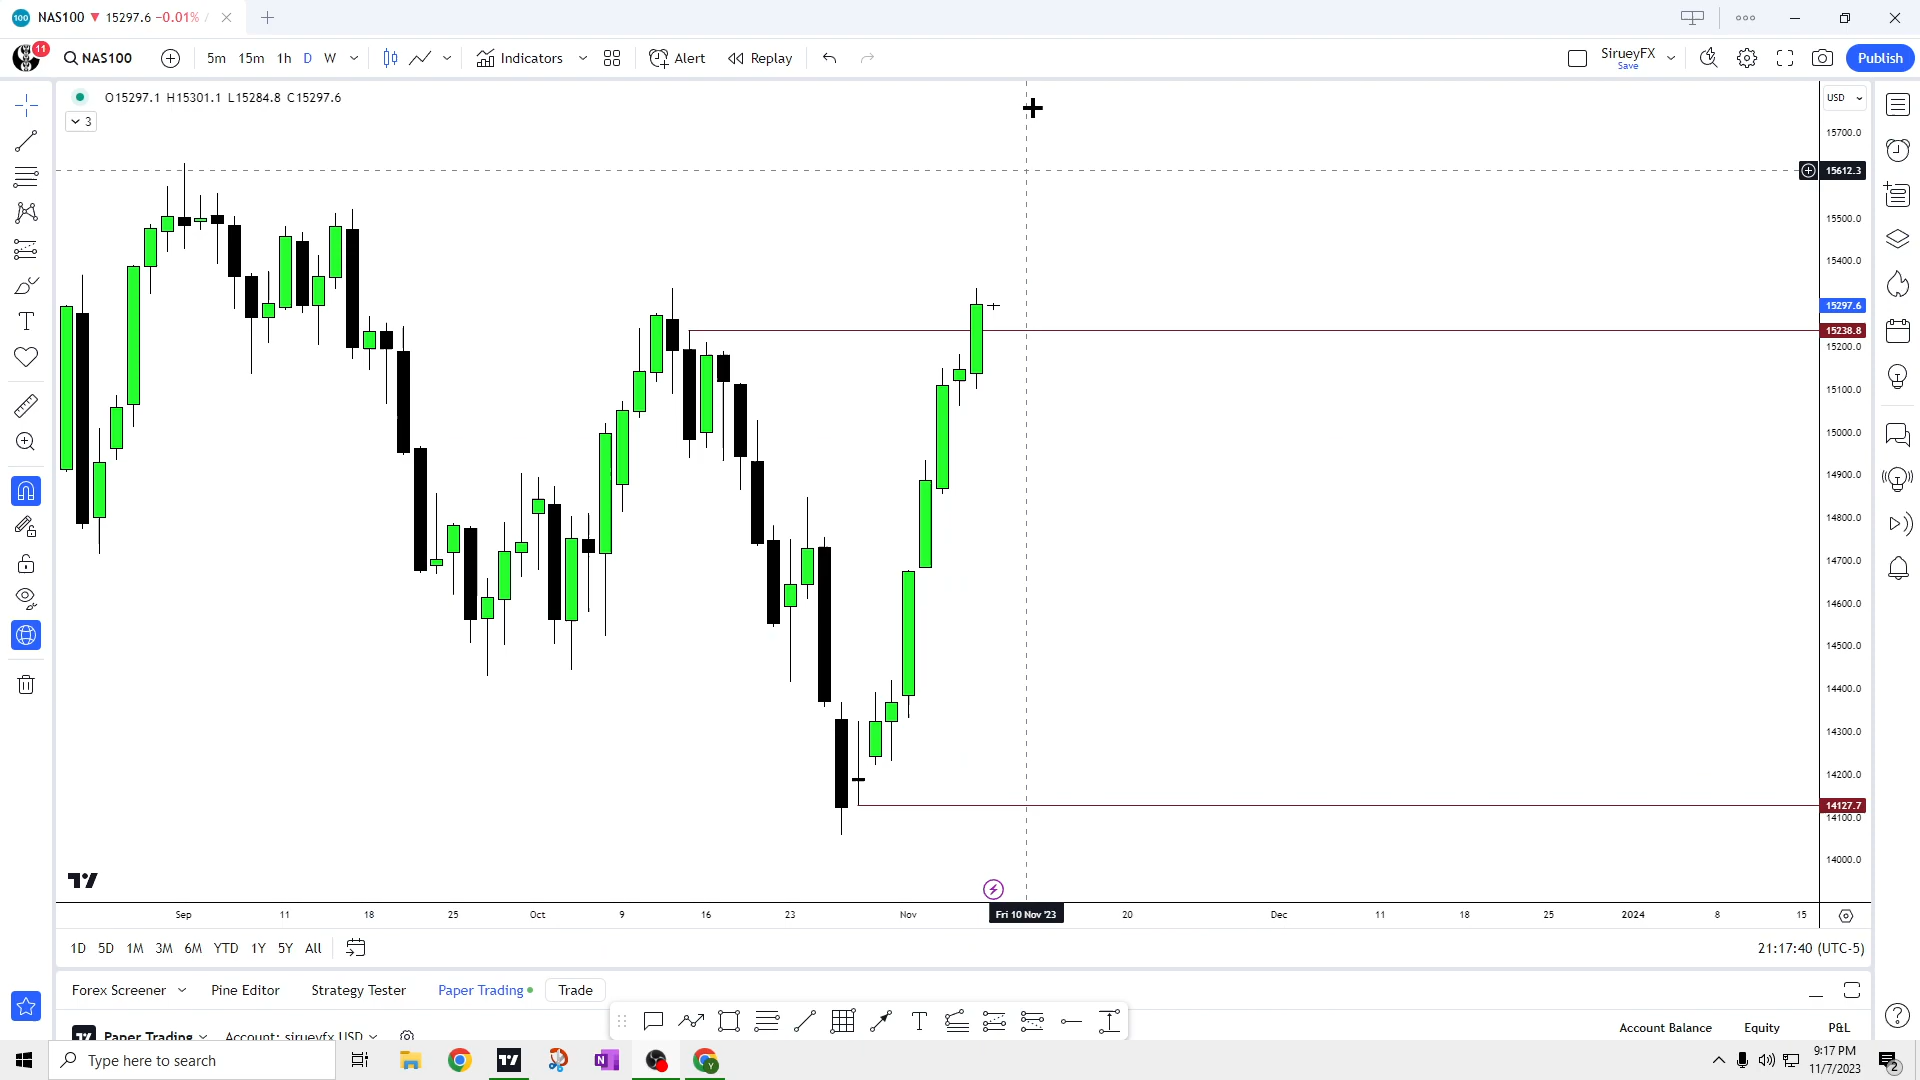 100 NAS100 ▼ 15297.6 −0.01% /
11
NAS100
5m 15m 1h D W
Indicators
Alert
Replay
SirueyFX
Save
Publish
O15297.1 H15301.1 L15284.8 C15297.6
3
USD
15700.0
15612.3
15500.0
15400.0
15297.6
15238.8
15200.0
15100.0
15000.0
14900.0
14800.0
14700.0
14600.0
14500.0
14400.0
14300.0
14200.0
14127.7
14100.0
14000.0
Sep 11 18 25 Oct 9 16 23 Nov Fri 10 Nov '23 20 Dec 11 18 25 2024 8 15
1D 5D 1M 3M 6M YTD 1Y 5Y All
21:17:40 (UTC-5)
Forex Screener Pine Editor Strategy Tester Paper Trading Trade
Paper Trading Account: sirueyfx USD
Account Balance Equity P&L
Type here to search
9:17 PM
11/7/2023
2